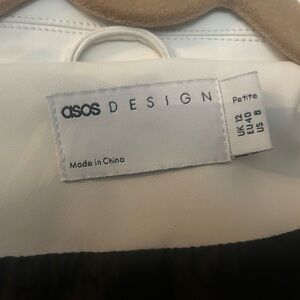 asos DESIGN
Made in China
Petite
UK 12
EU 40
US 8